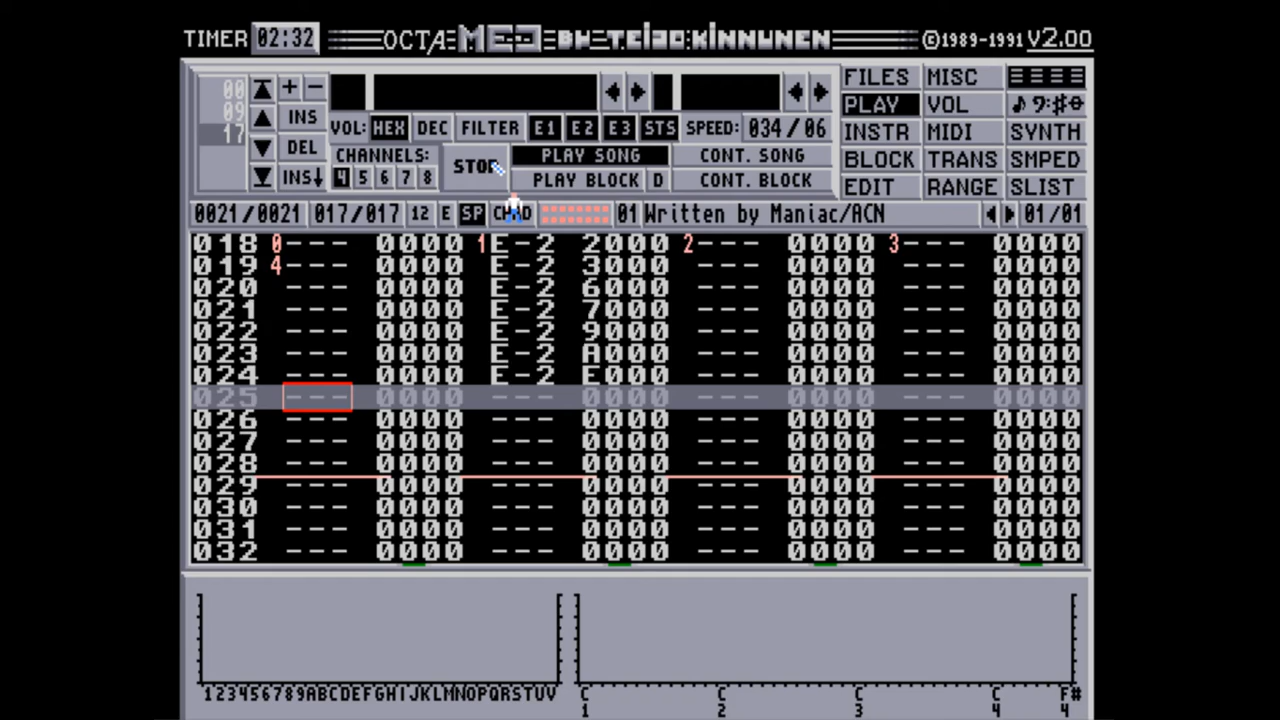 TIMER 02:32 OCTA MED BY TEIJO KINNUNEN ©1989-1991 V2.00
00 + - FILES MISC
09 INS VOL: HEX DEC FILTER E1 E2 E3 STS SPEED: 034/06 PLAY VOL
17 DEL CHANNELS: STOP PLAY SONG CONT. SONG INSTR MIDI SYNTH
INS↓ 4 5 6 7 8 PLAY BLOCK D CONT. BLOCK BLOCK TRANS SMPED
EDIT RANGE SLIST
0021/0021 017/017 12 E SP 01 Written by Maniac/ACN 01/01
018 0 --- 0000 1 E-2 2000 2 --- 0000 3 --- 0000
019 4 --- 0000 E-2 3000 --- 0000 --- 0000
020 --- 0000 E-2 6000 --- 0000 --- 0000
021 --- 0000 E-2 7000 --- 0000 --- 0000
022 --- 0000 E-2 9000 --- 0000 --- 0000
023 --- 0000 E-2 A000 --- 0000 --- 0000
024 --- 0000 E-2 E000 --- 0000 --- 0000
025 --- 0000 --- 0000 --- 0000 --- 0000
026 --- 0000 --- 0000 --- 0000 --- 0000
027 --- 0000 --- 0000 --- 0000 --- 0000
028 --- 0000 --- 0000 --- 0000 --- 0000
029 --- 0000 --- 0000 --- 0000 --- 0000
030 --- 0000 --- 0000 --- 0000 --- 0000
031 --- 0000 --- 0000 --- 0000 --- 0000
032 --- 0000 --- 0000 --- 0000 --- 0000
123456789ABCDEFGHIJKLMNOPQRSTUV C C C C F#
1 2 3 4 4